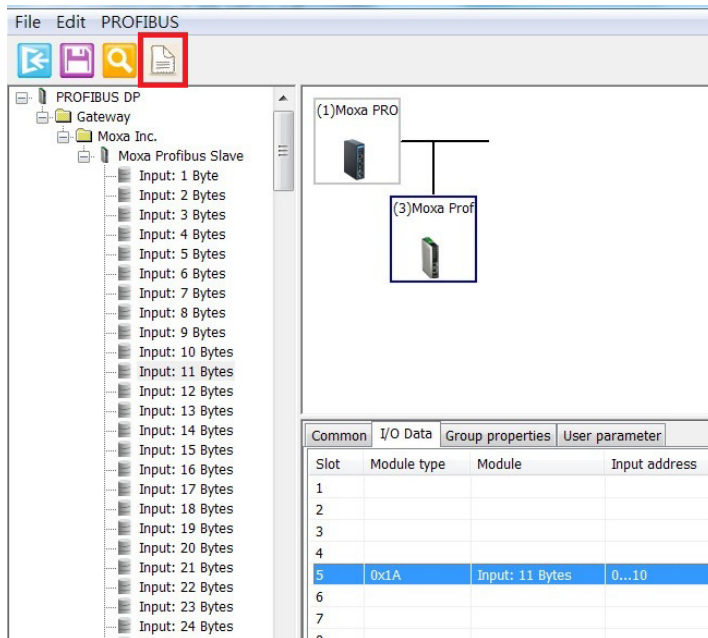 File Edit PROFIBUS
PROFIBUS DP
Gateway
Moxa Inc.
Moxa Profibus Slave
Input: 1 Byte
Input: 2 Bytes
Input: 3 Bytes
Input: 4 Bytes
Input: 5 Bytes
Input: 6 Bytes
Input: 7 Bytes
Input: 8 Bytes
Input: 9 Bytes
Input: 10 Bytes
Input: 11 Bytes
Input: 12 Bytes
Input: 13 Bytes
Input: 14 Bytes
Input: 15 Bytes
Input: 16 Bytes
Input: 17 Bytes
Input: 18 Bytes
Input: 19 Bytes
Input: 20 Bytes
Input: 21 Bytes
Input: 22 Bytes
Input: 23 Bytes
Input: 24 Bytes
(1)Moxa PRO
(3)Moxa Prof
Common I/O Data Group properties User parameter
Slot Module type Module Input address
1
2
3
4
5 0x1A Input: 11 Bytes 0...10
6
7